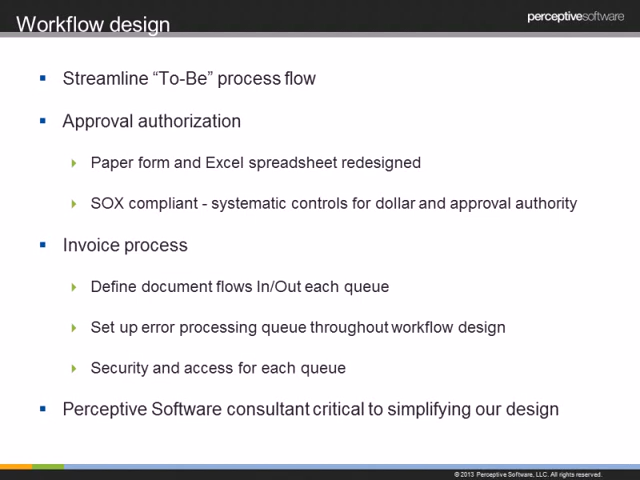 Workflow design
perceptivesoftware
Streamline “To-Be” process flow
Approval authorization
Paper form and Excel spreadsheet redesigned
SOX compliant - systematic controls for dollar and approval authority
Invoice process
Define document flows In/Out each queue
Set up error processing queue throughout workflow design
Security and access for each queue
Perceptive Software consultant critical to simplifying our design
© 2013 Perceptive Software, LLC. All rights reserved.